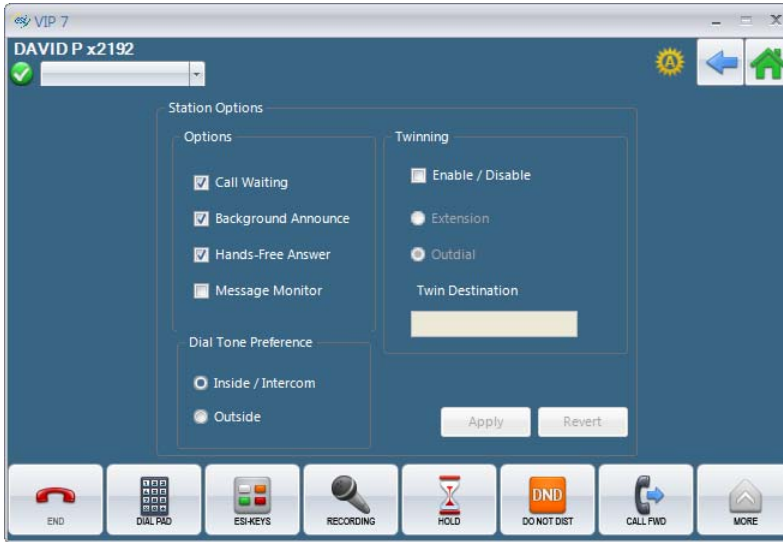 VIP 7
DAVID P x2192
A
Station Options
Options
Call Waiting
Background Announce
Hands-Free Answer
Message Monitor
Dial Tone Preference
Inside / Intercom
Outside
Twinning
Enable / Disable
Extension
Outdial
Twin Destination
Apply
Revert
END
DIAL PAD
ESI-KEYS
RECORDING
HOLD
DND
DO NOT DIST
CALL FWD
MORE